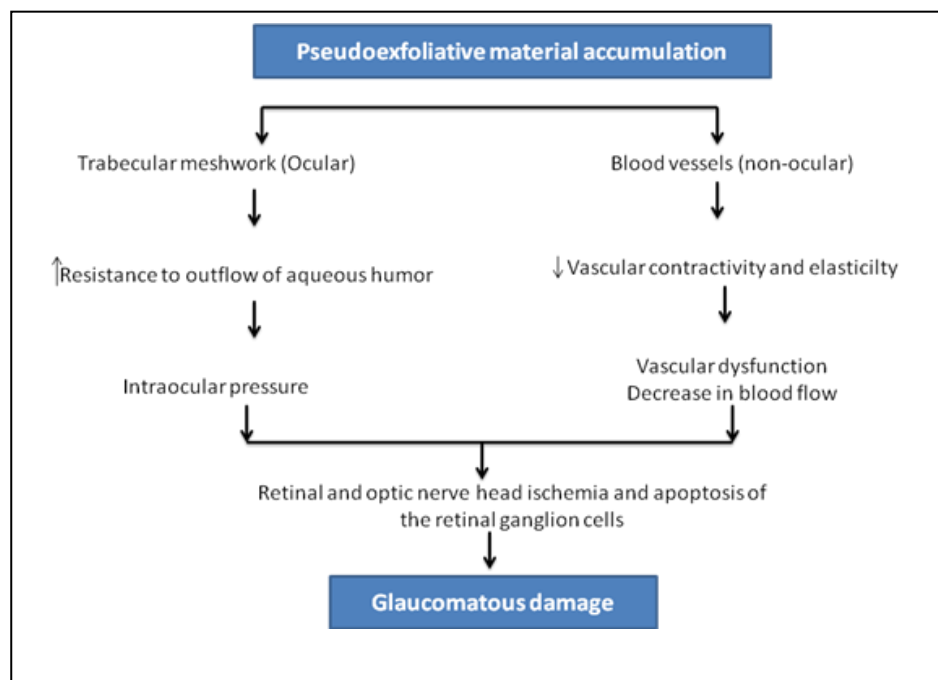 Pseudoexfoliative material accumulation
Trabecular meshwork (Ocular)
Blood vessels (non-ocular)
↑Resistance to outflow of aqueous humor
↓ Vascular contractivity and elasticilty
Intraocular pressure
Vascular dysfunction
Decrease in blood flow
Retinal and optic nerve head ischemia and apoptosis of
the retinal ganglion cells
Glaucomatous damage